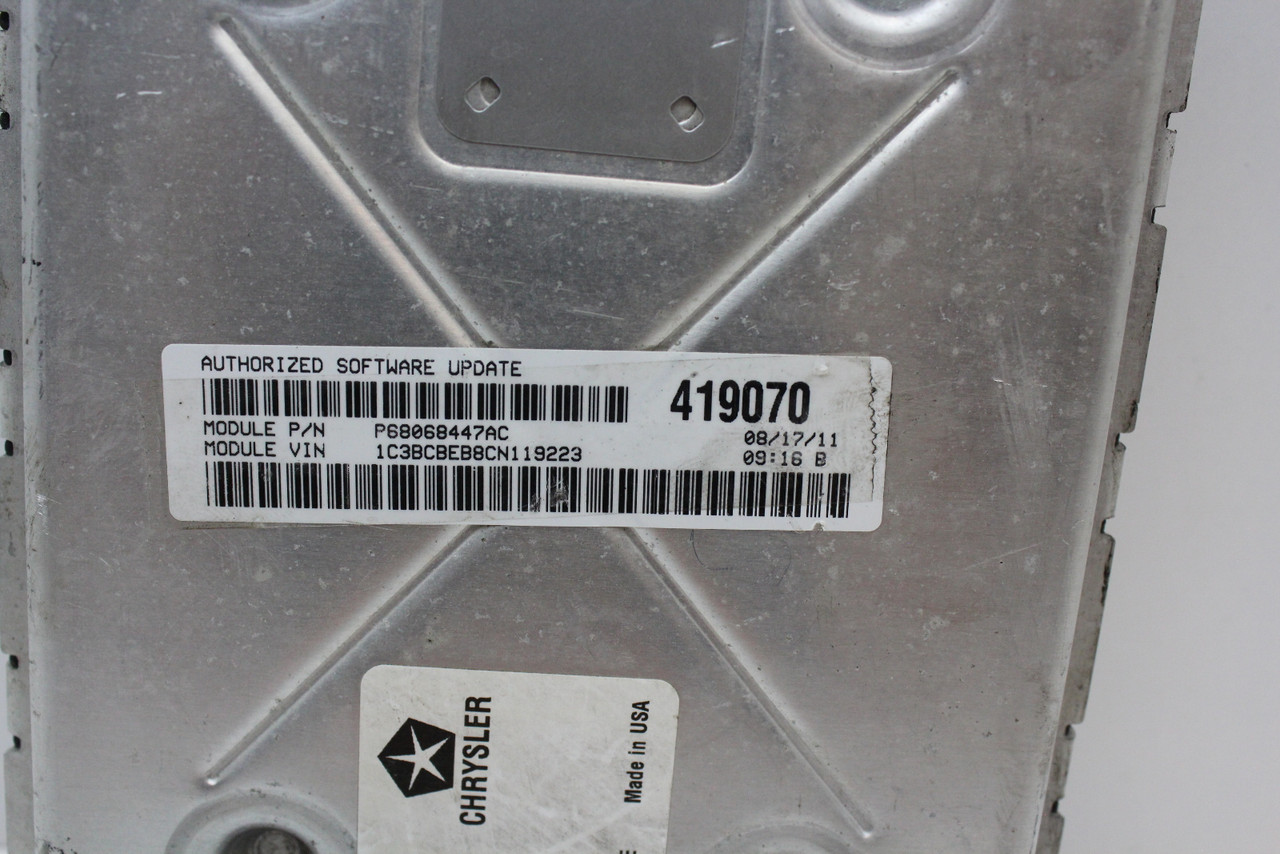 AUTHORIZED SOFTWARE UPDATE
419070
MODULE P/N P68068447AC
08/17/11
MODULE VIN 1C3BCBEB8CN119223
09:16 B
CHRYSLER
Made in USA